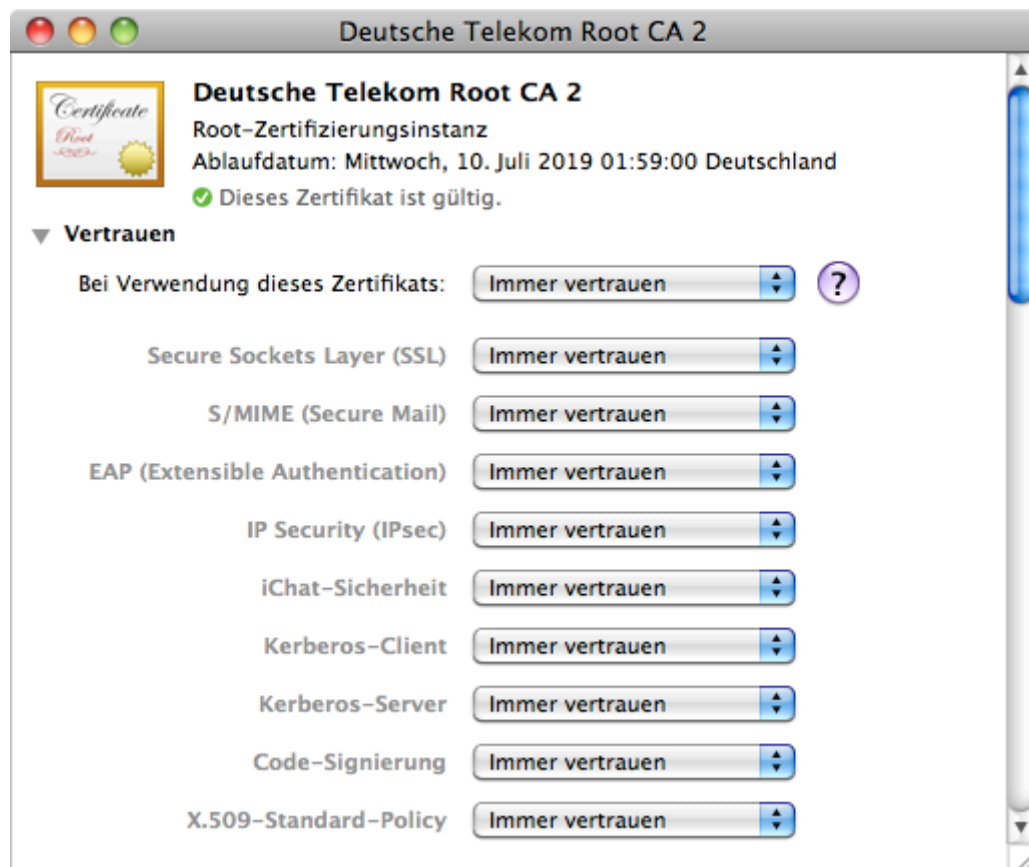 Deutsche Telekom Root CA 2
Certificate
Root
Deutsche Telekom Root CA 2
Root-Zertifizierungsinstanz
Ablaufdatum: Mittwoch, 10. Juli 2019 01:59:00 Deutschland
Dieses Zertifikat ist gültig.
Vertrauen
Bei Verwendung dieses Zertifikats: Immer vertrauen ?
Secure Sockets Layer (SSL) Immer vertrauen
S/MIME (Secure Mail) Immer vertrauen
EAP (Extensible Authentication) Immer vertrauen
IP Security (IPsec) Immer vertrauen
iChat-Sicherheit Immer vertrauen
Kerberos-Client Immer vertrauen
Kerberos-Server Immer vertrauen
Code-Signierung Immer vertrauen
X.509-Standard-Policy Immer vertrauen